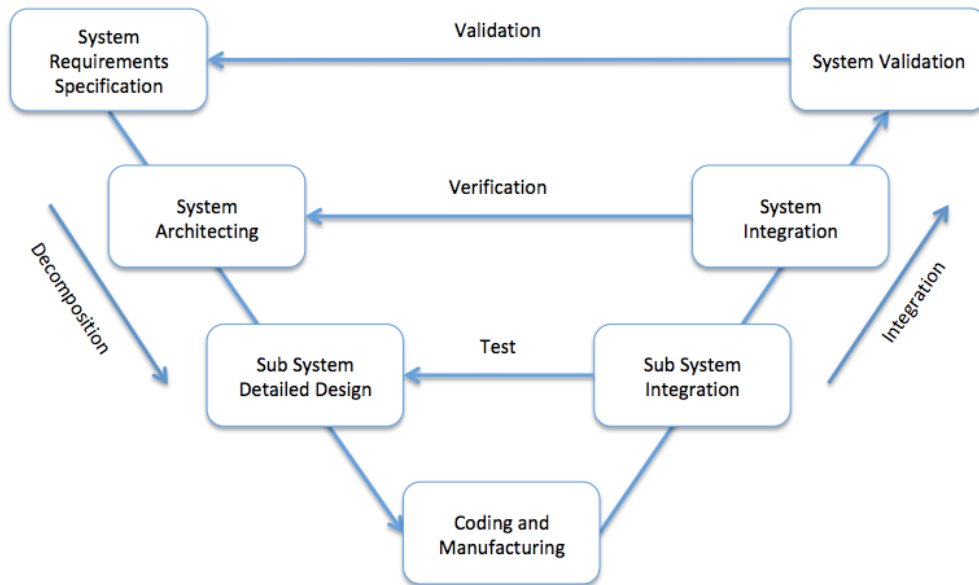 System
Requirements
Specification
Validation
System Validation
System
Architecting
Verification
System
Integration
Decomposition
Integration
Sub System
Detailed Design
Test
Sub System
Integration
Coding and
Manufacturing